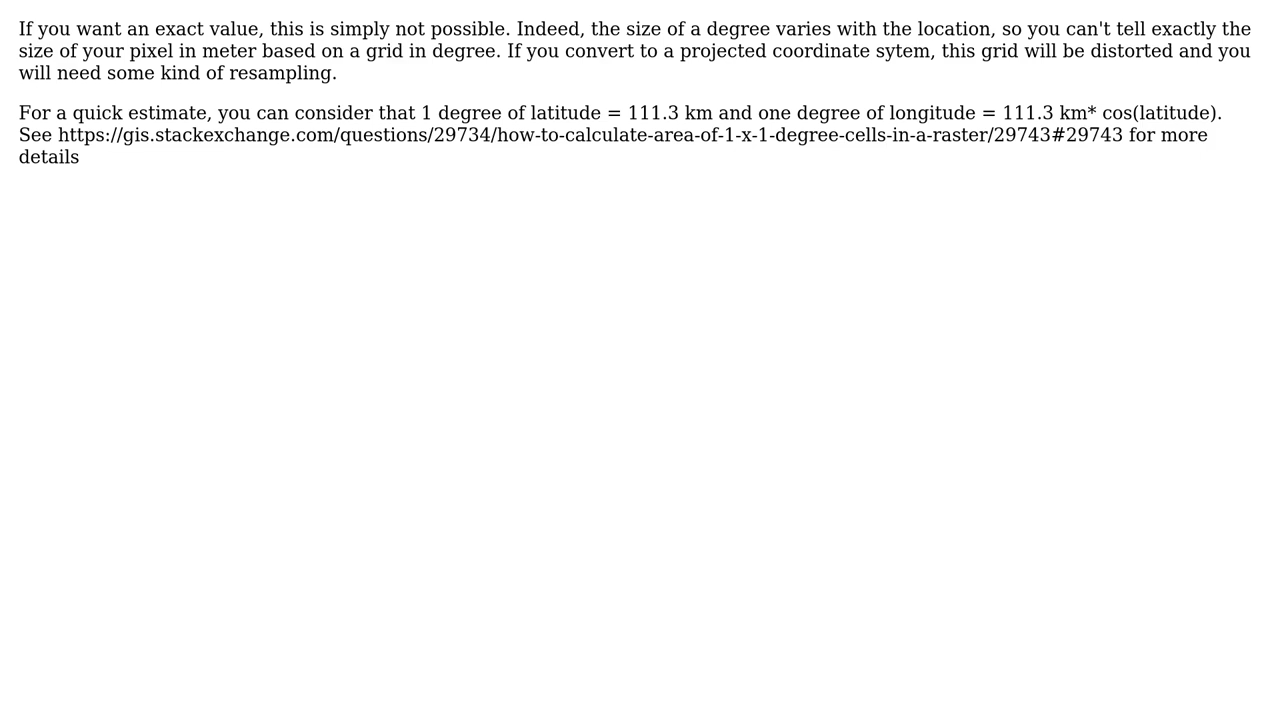 If you want an exact value, this is simply not possible. Indeed, the size of a degree varies with the location, so you can't tell exactly the
size of your pixel in meter based on a grid in degree. If you convert to a projected coordinate sytem, this grid will be distorted and you
will need some kind of resampling.
For a quick estimate, you can consider that 1 degree of latitude = 111.3 km and one degree of longitude = 111.3 km* cos(latitude).
See https://gis.stackexchange.com/questions/29734/how-to-calculate-area-of-1-x-1-degree-cells-in-a-raster/29743#29743 for more
details